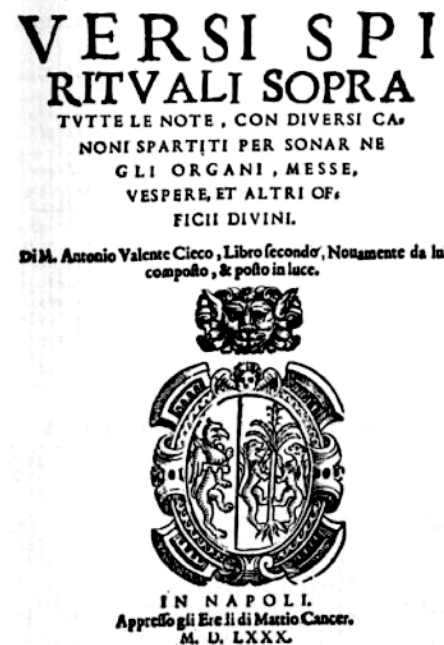 VERSI SPI
RITVALI SOPRA
TVTTE LE NOTE, CON DIVERSI CA-
NONI SPARTITI PER SONAR NE
GLI ORGANI, MESSE,
VESPERE, ET ALTRI OF-
FICII DIVINI.
Di M. Antonio Valente Cieco, Libro secondo, Nouamente da lu
composto, & posto in luce.
IN NAPOLI.
Appresso gli Eredi di Mattio Cancer.
M. D. LXXX.